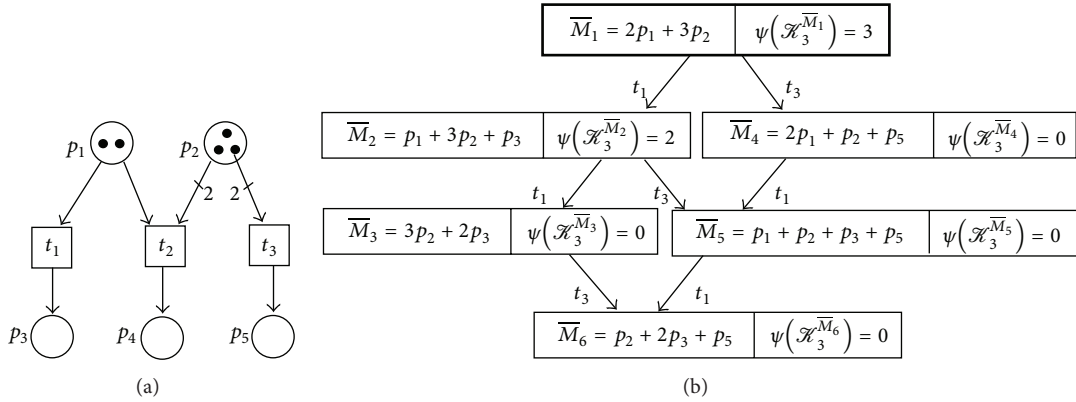 M̅₁ = 2p₁ + 3p₂ ψ(𝒦₃^M̅₁) = 3
t₁ t₃
M̅₂ = p₁ + 3p₂ + p₃ ψ(𝒦₃^M̅₂) = 2 M̅₄ = 2p₁ + p₂ + p₅ ψ(𝒦₃^M̅₄) = 0
p₁ p₂
2 2
t₁ t₃ t₁
M̅₃ = 3p₂ + 2p₃ ψ(𝒦₃^M̅₃) = 0 M̅₅ = p₁ + p₂ + p₃ + p₅ ψ(𝒦₃^M̅₅) = 0
t₁ t₂ t₃
t₃ t₁
p₃ p₄ p₅
M̅₆ = p₂ + 2p₃ + p₅ ψ(𝒦₃^M̅₆) = 0
(a) (b)